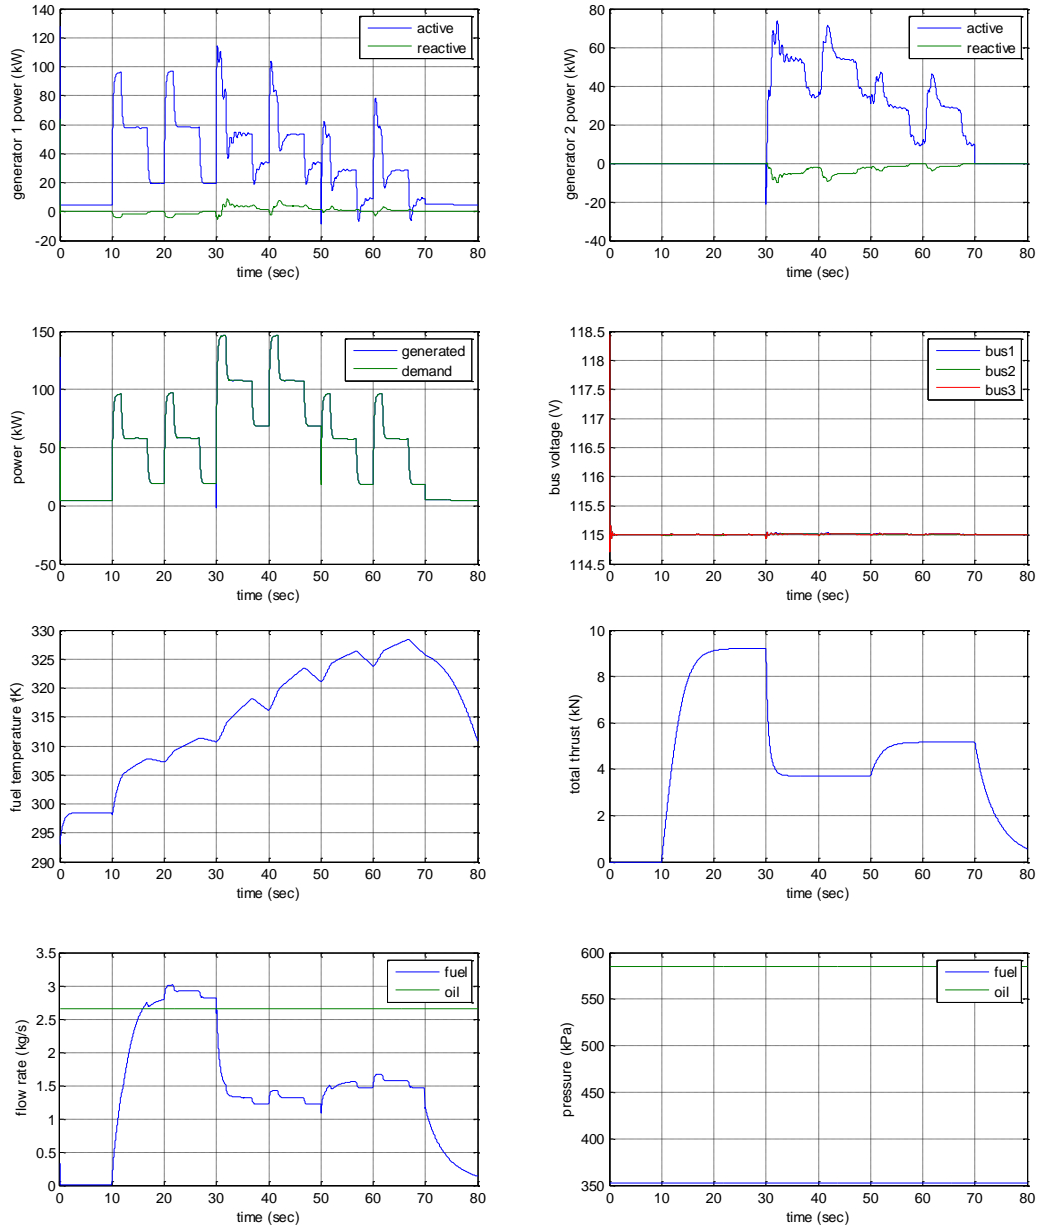 generator 1 power (kW)
140
120
100
80
60
40
20
0
-20
active
reactive
0 10 20 30 40 50 60 70 80
time (sec)
generator 2 power (kW)
80
60
40
20
0
-20
-40
active
reactive
0 10 20 30 40 50 60 70 80
time (sec)
power (kW)
150
100
50
0
-50
generated
demand
0 10 20 30 40 50 60 70 80
time (sec)
bus voltage (V)
118.5
118
117.5
117
116.5
116
115.5
115
114.5
bus1
bus2
bus3
0 10 20 30 40 50 60 70 80
time (sec)
fuel temperature °K)
330
325
320
315
310
305
300
295
290
0 10 20 30 40 50 60 70 80
time (sec)
total thrust (kN)
10
8
6
4
2
0
0 10 20 30 40 50 60 70 80
time (sec)
flow rate (kg/s)
3.5
3
2.5
2
1.5
1
0.5
0
fuel
oil
0 10 20 30 40 50 60 70 80
time (sec)
pressure (kPa)
600
550
500
450
400
350
fuel
oil
0 10 20 30 40 50 60 70 80
time (sec)